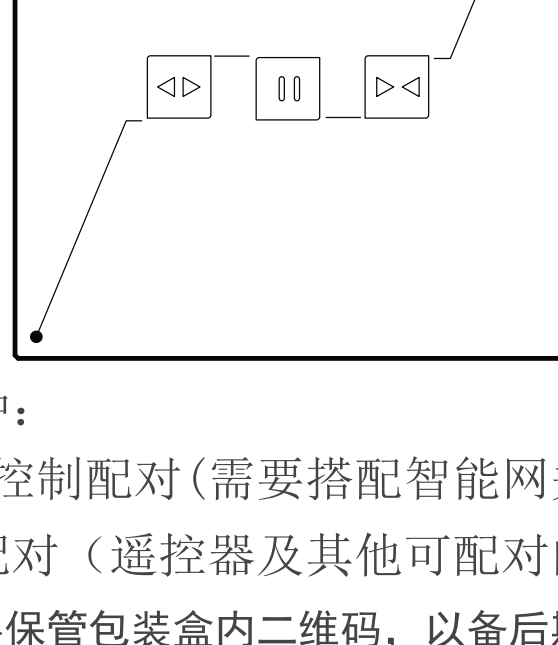 ：
控制配对(需要搭配智能网
配对（遥控器及其他可配对
保管包装盒内二维码，以备后期